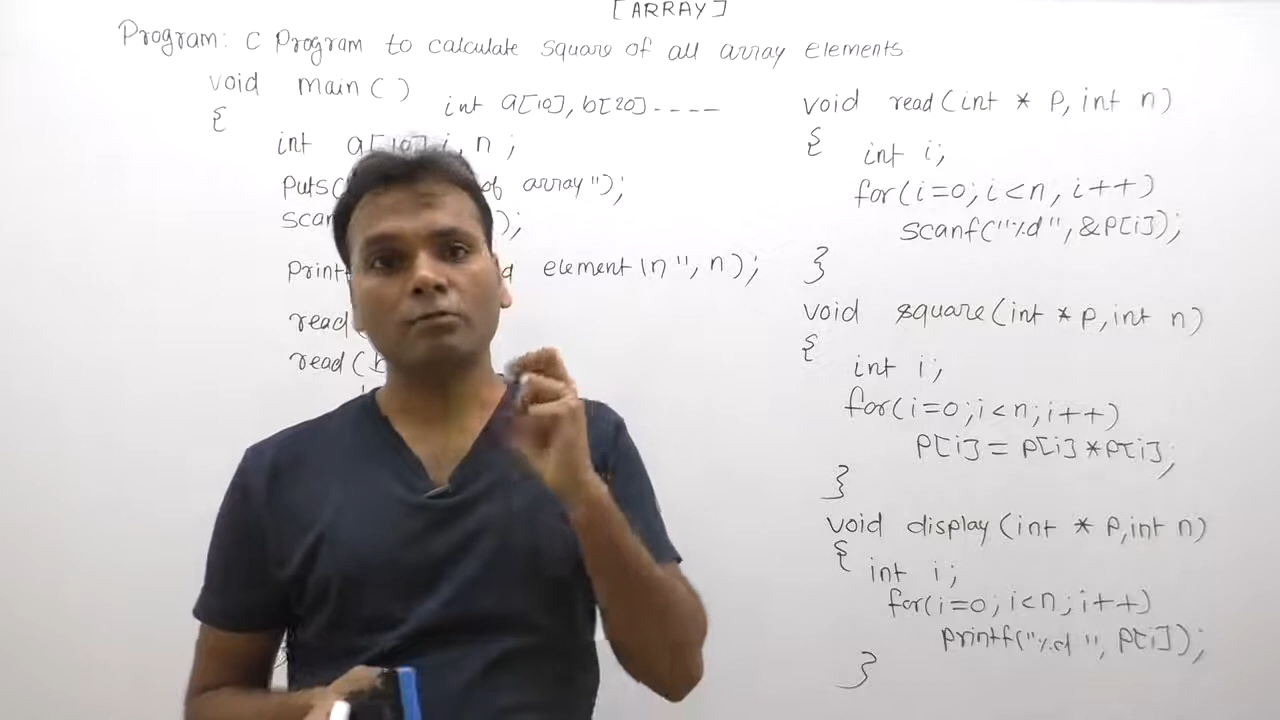 [ARRAY]
Program: C Program to calculate square of all array elements
void main( )
{
int a[10], b[20] ----
int a[10] i, n ;
Puts( of array");
scan );
Print element\n", n);
read(
read(
void read(int * P, int n)
{
int i;
for(i=0; i<n, i++)
scanf("%d", &P[i]);
}
void square(int * P, int n)
{
int i;
for(i=0; i<n; i++)
P[i] = P[i] * P[i];
}
void display (int * P, int n)
{
int i;
for(i=0; i<n; i++)
printf("%d ", P[i]);
}